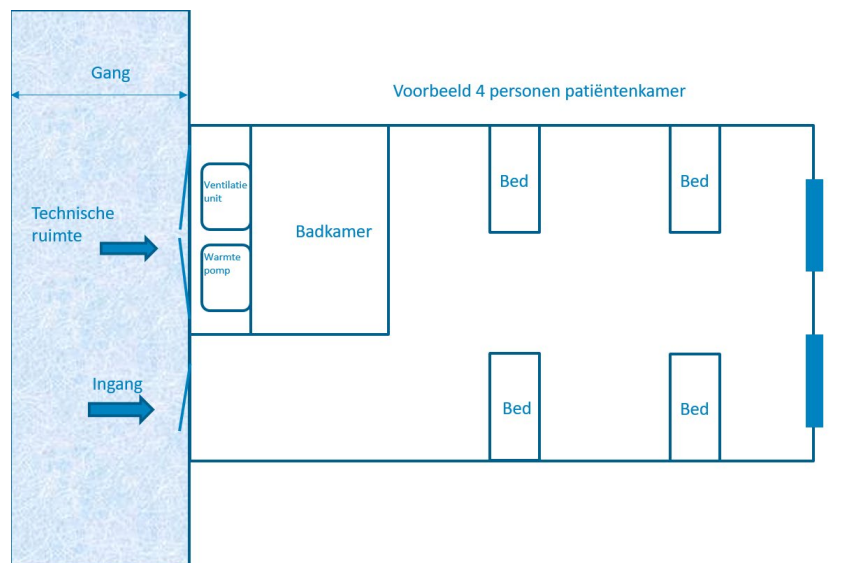 Gang
Voorbeeld 4 personen patiëntenkamer
Ventilatie
unit
Bed
Bed
Technische
ruimte
Badkamer
Warmte
pomp
Ingang
Bed
Bed